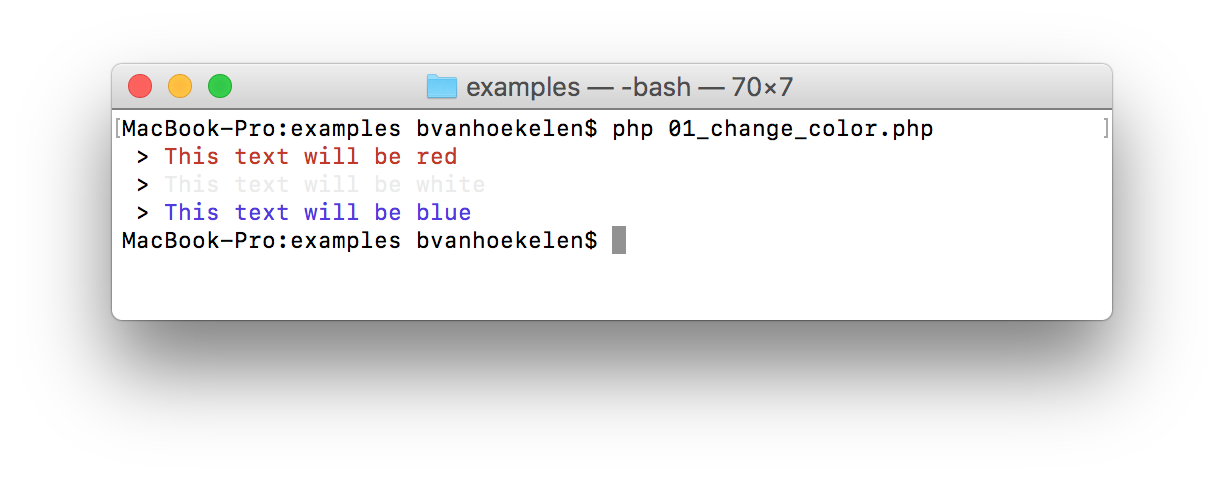 examples — -bash — 70×7
MacBook-Pro:examples bvanhoekelen$ php 01_change_color.php
> This text will be red
> This text will be white
> This text will be blue
MacBook-Pro:examples bvanhoekelen$